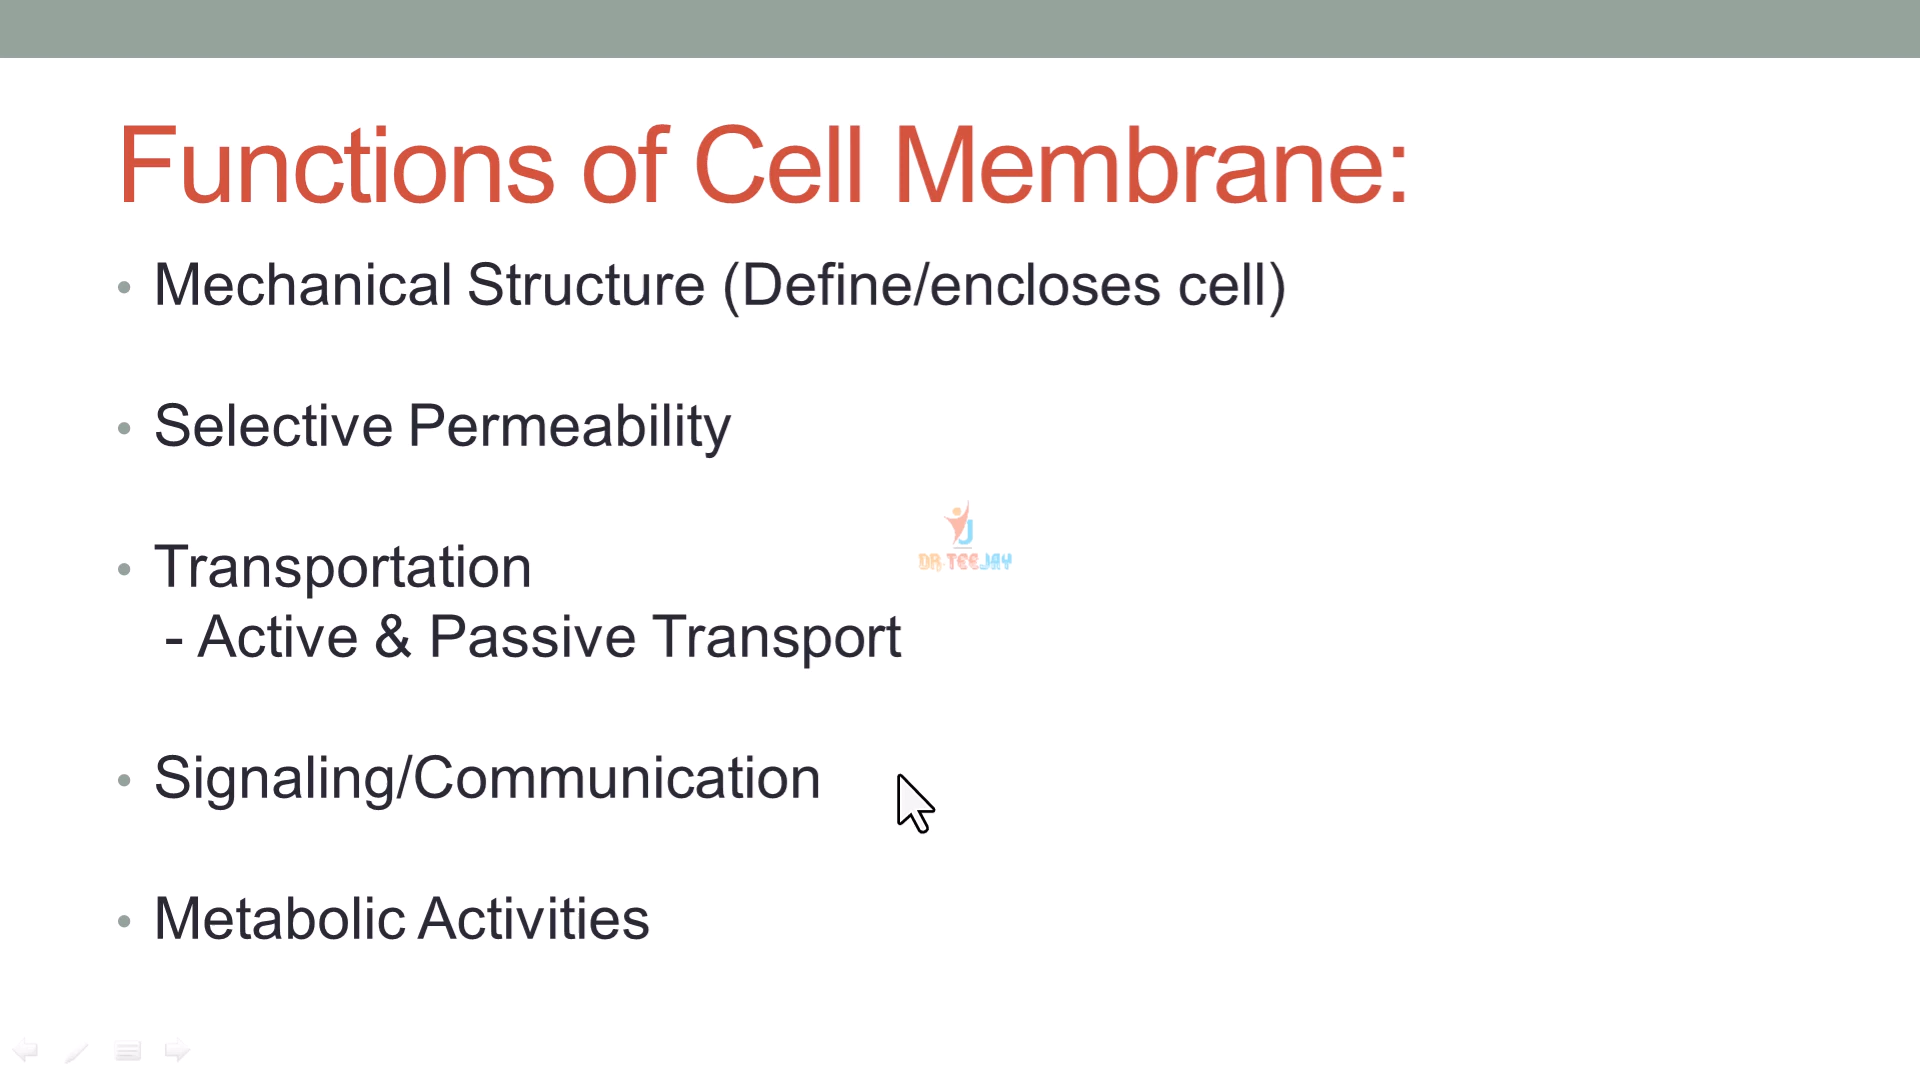 Functions of Cell Membrane:
• Mechanical Structure (Define/encloses cell)
• Selective Permeability
• Transportation
- Active & Passive Transport
• Signaling/Communication
• Metabolic Activities
J
DR TEEJAY